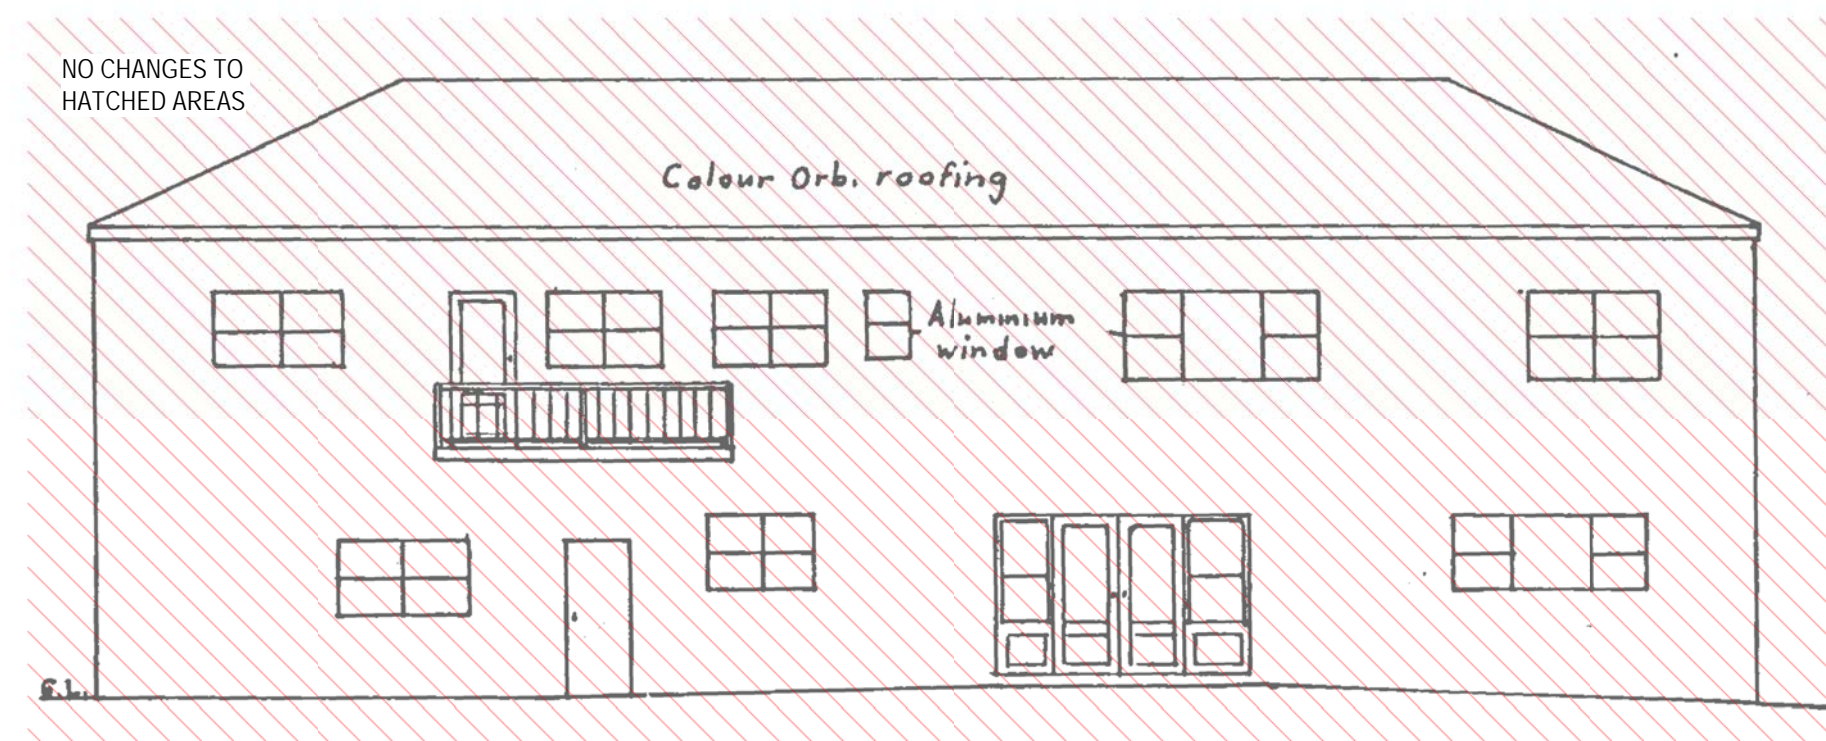 NO CHANGES TO
HATCHED AREAS
Colour Orb. roofing
Aluminium
window
G.L.